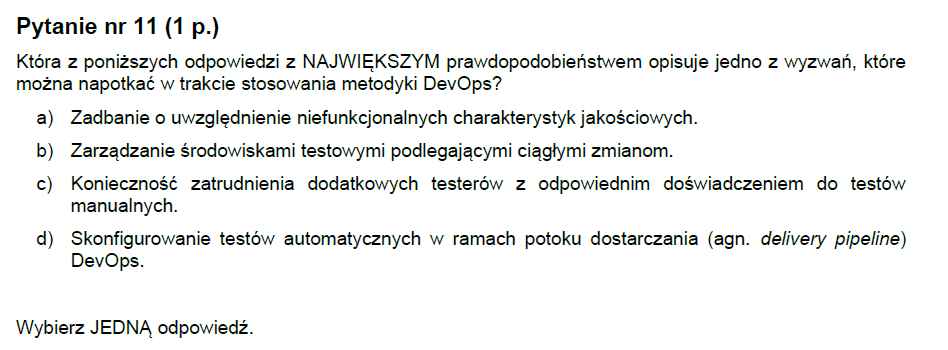 Pytanie nr 11 (1 p.)
Która z poniższych odpowiedzi z NAJWIĘKSZYM prawdopodobieństwem opisuje jedno z wyzwań, które
można napotkać w trakcie stosowania metodyki DevOps?
a) Zadbanie o uwzględnienie niefunkcjonalnych charakterystyk jakościowych.
b) Zarządzanie środowiskami testowymi podlegającymi ciągłymi zmianom.
c) Konieczność zatrudnienia dodatkowych testerów z odpowiednim doświadczeniem do testów
manualnych.
d) Skonfigurowanie testów automatycznych w ramach potoku dostarczania (agn. delivery pipeline)
DevOps.
Wybierz JEDNĄ odpowiedź.